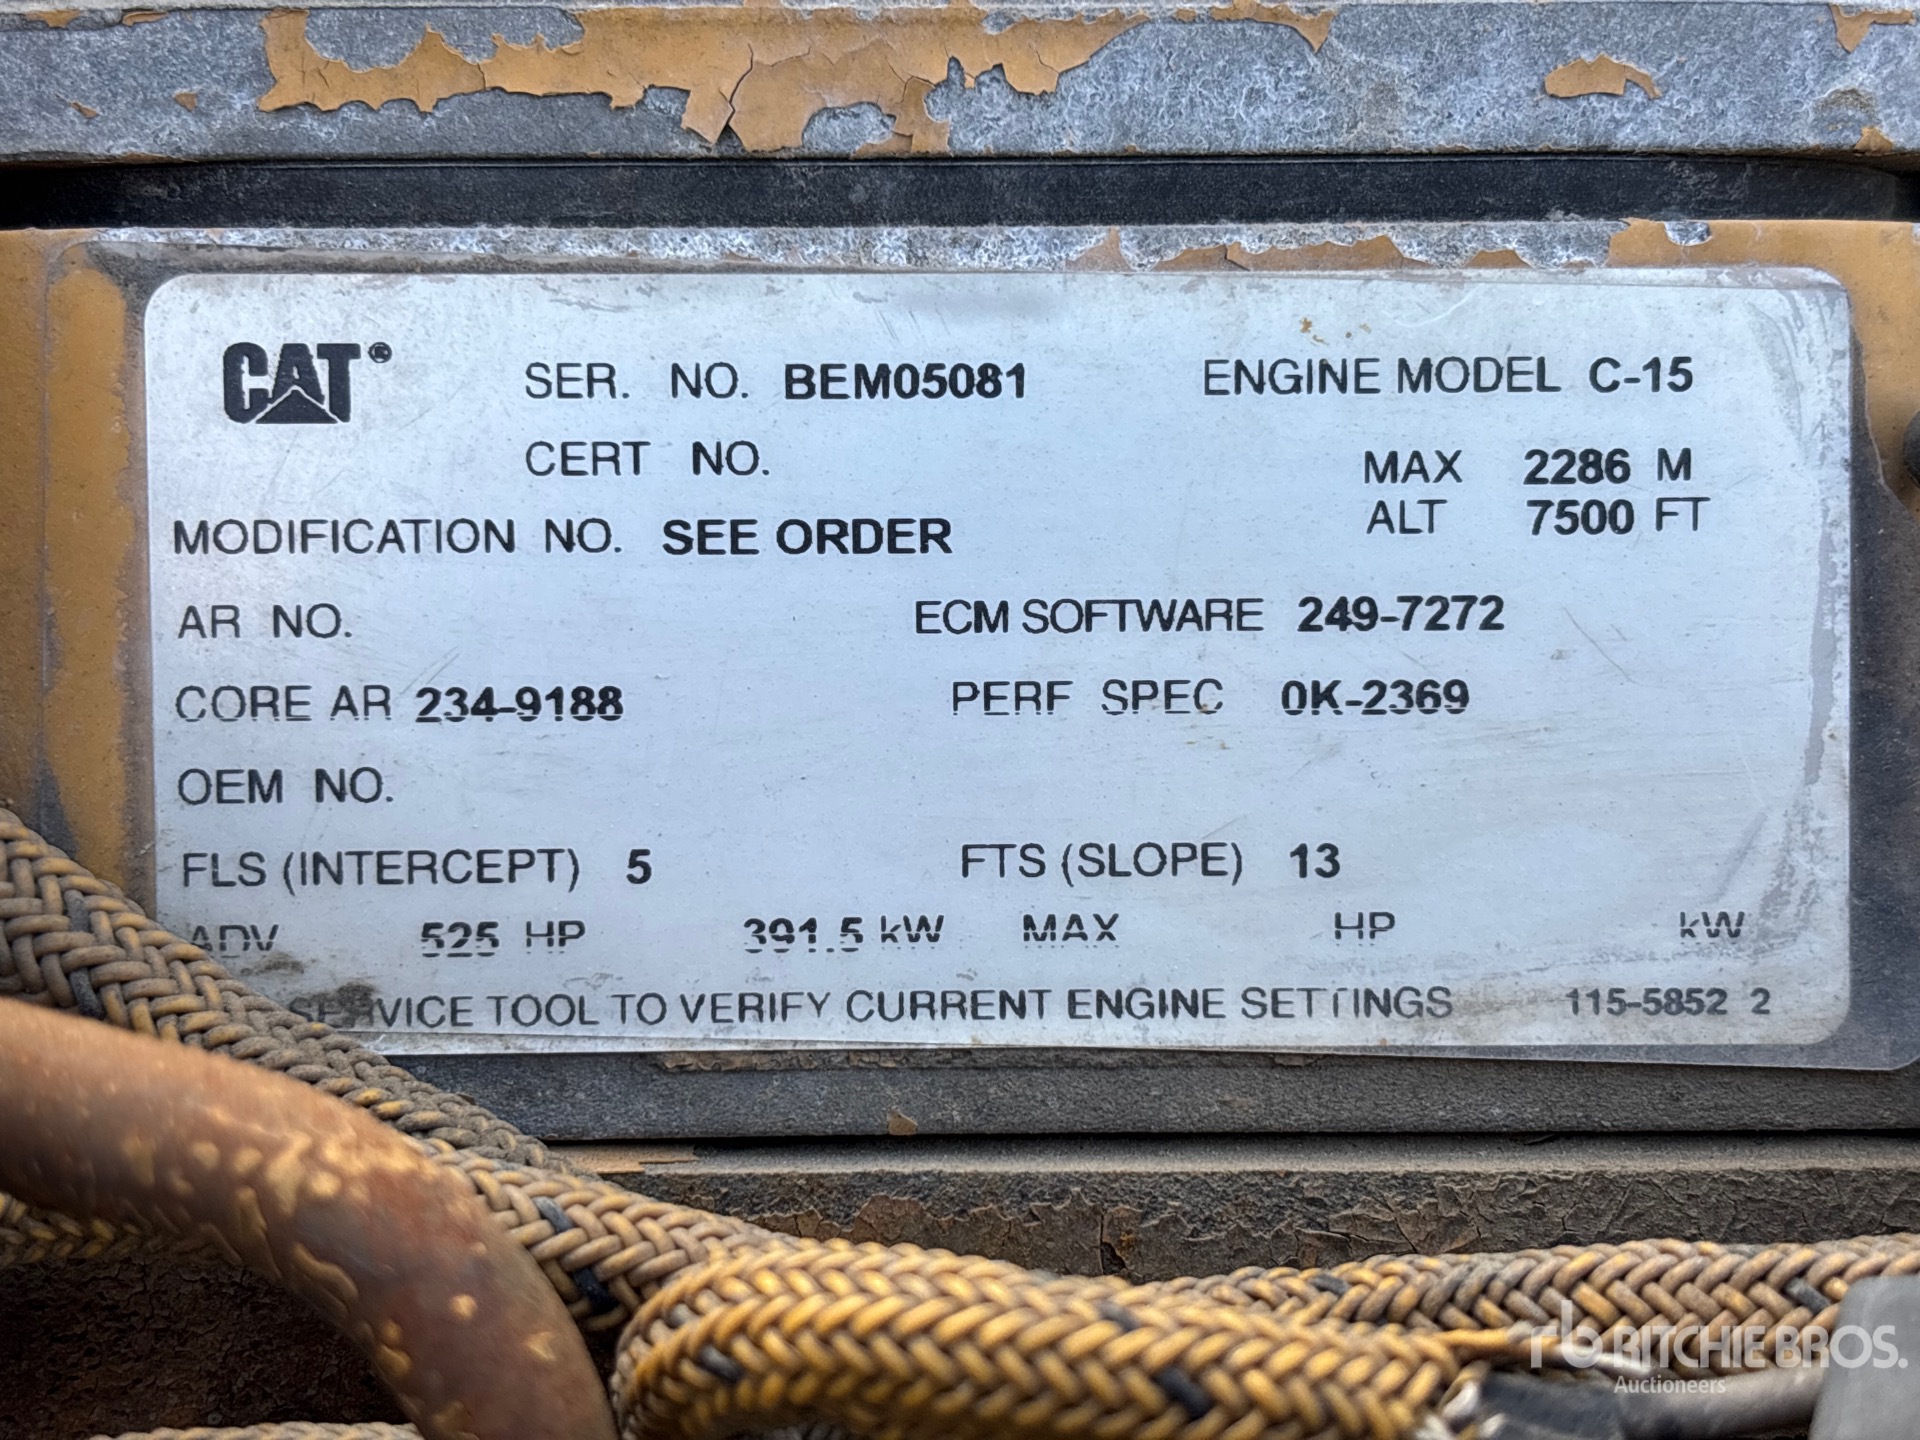 CAT® SER. NO. BEM05081 ENGINE MODEL C-15
CERT NO. MAX 2286 M
MODIFICATION NO. SEE ORDER ALT 7500 FT
AR NO. ECM SOFTWARE 249-7272
CORE AR 234-9188 PERF SPEC 0K-2369
OEM NO.
FLS (INTERCEPT) 5 FTS (SLOPE) 13
ADV 525 HP 391.5 kW MAX HP kW
SERVICE TOOL TO VERIFY CURRENT ENGINE SETTINGS 115-5852 2
rb RITCHIE BROS.
Auctioneers